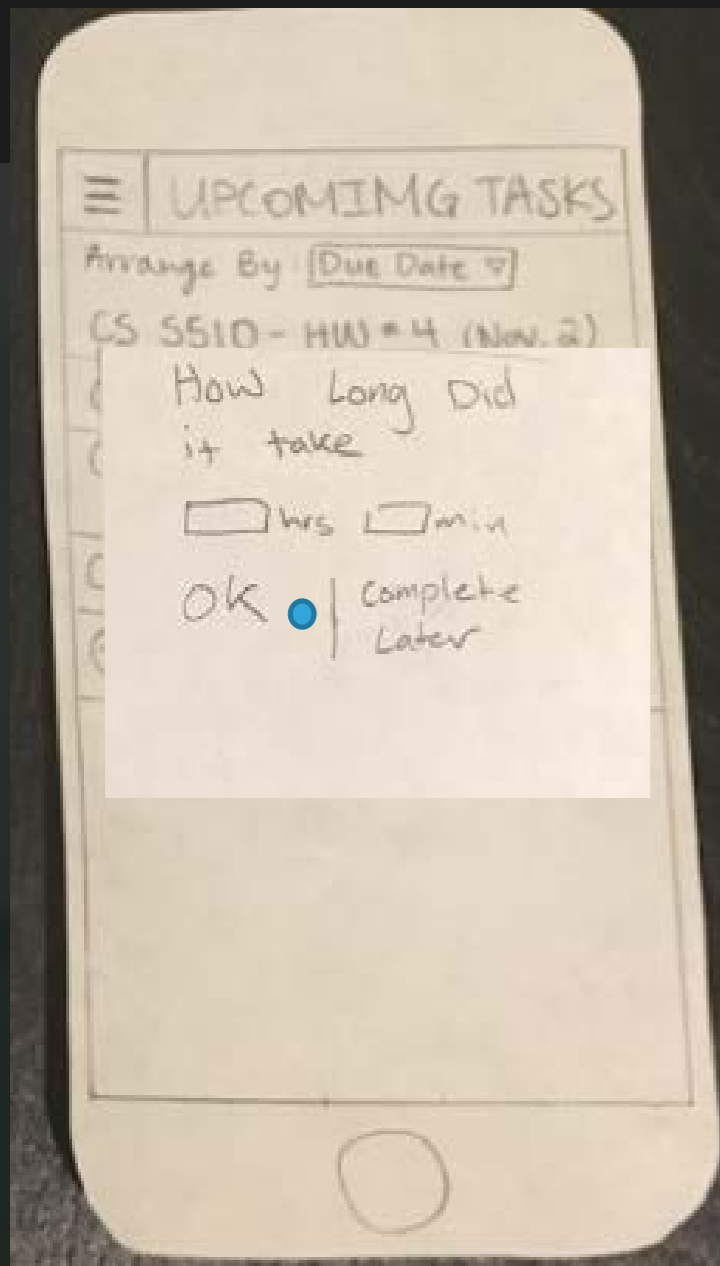 UPCOMIMG TASKS
Arrange By Due Date
CS 5510 - HW #4 (Nov. 2)
How Long Did
it take
hrs min
OK | Complete
Later